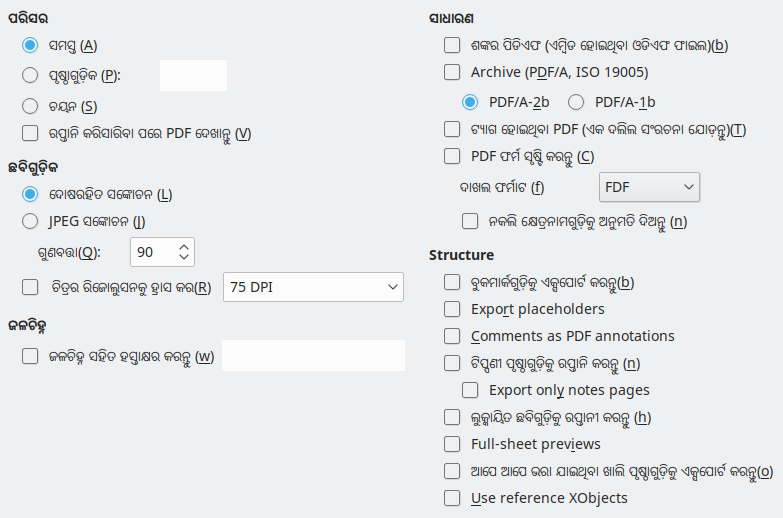 ପରିସର
ସମସ୍ତ (A)
ପୃଷ୍ଠାଗୁଡ଼ିକ (P):
ଚୟନ (S)
ରପ୍ତାନି କରିସାରିବା ପରେ PDF ଦେଖାନ୍ତୁ (V)
ଛବିଗୁଡ଼ିକ
ଦୋଷରହିତ ସଙ୍କୋଚନ (L)
JPEG ସଙ୍କୋଚନ (J)
ଗୁଣବତ୍ତା(Q): 90
ଚିତ୍ରର ରିଜୋଲୁସନକୁ ହ୍ରାସ କର(R) 75 DPI
ଜଳଚିହ୍ନ
ଜଳଚିହ୍ନ ସହିତ ହସ୍ତାକ୍ଷର କରନ୍ତୁ (w)
ସାଧାରଣ
ଶଙ୍କର ପିଡିଏଫ (ଏମ୍ବିଡ ହୋଇଥିବା ଓଡିଏଫ ଫାଇଲ)(b)
Archive (PDF/A, ISO 19005)
PDF/A-2b PDF/A-1b
ଟ୍ୟାଗ ହୋଇଥିବା PDF (ଏକ ଦଲିଲ ସଂରଚନା ଯୋଡ଼ନ୍ତୁ)(T)
PDF ଫର୍ମ ସୃଷ୍ଟି କରନ୍ତୁ (C)
ଦାଖଲ ଫର୍ମାଟ (f) FDF
ନକଲି କ୍ଷେତ୍ରନାମଗୁଡ଼ିକୁ ଅନୁମତି ଦିଅନ୍ତୁ (n)
Structure
ବୁକମାର୍କଗୁଡ଼ିକୁ ଏକ୍ସପୋର୍ଟ କରନ୍ତୁ(b)
Export placeholders
Comments as PDF annotations
ଟିପ୍ପଣୀ ପୃଷ୍ଠାଗୁଡ଼ିକୁ ରପ୍ତାନି କରନ୍ତୁ (n)
Export only notes pages
ଲୁକ୍କାୟିତ ଛବିଗୁଡ଼ିକୁ ରପ୍ତାନୀ କରନ୍ତୁ (h)
Full-sheet previews
ଆପେ ଆପେ ଭରା ଯାଇଥିବା ଖାଲି ପୃଷ୍ଠାଗୁଡ଼ିକୁ ଏକ୍ସପୋର୍ଟ କରନ୍ତୁ(o)
Use reference XObjects